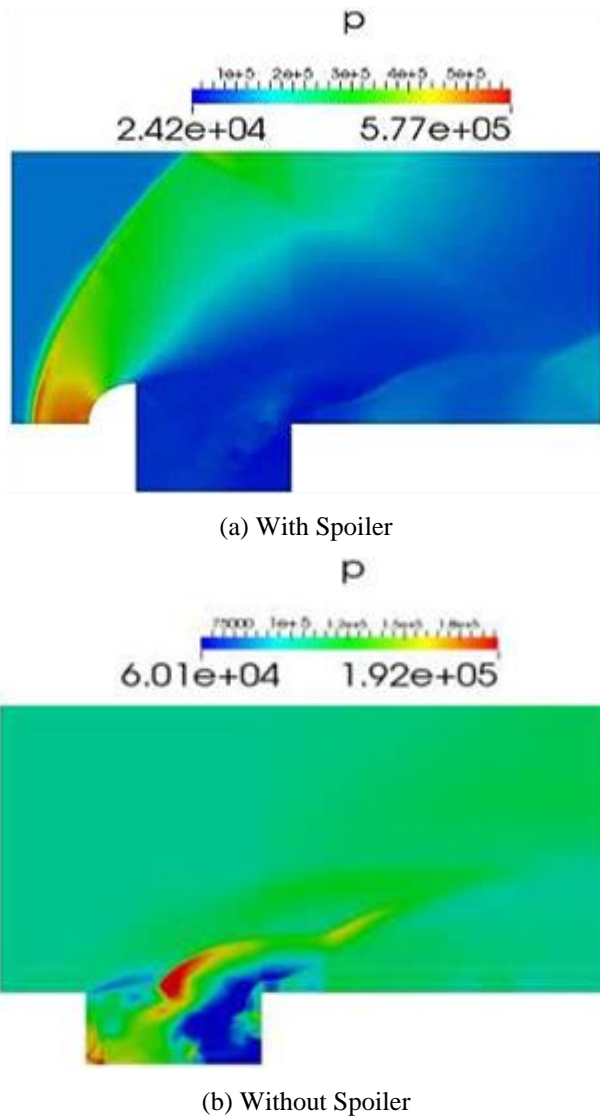 p
1e+5 2e+5 3e+5 4e+5 5e+5
2.42e+04 5.77e+05
(a) With Spoiler
p
75000 1e+5 1.2e+5 1.5e+5 1.8e+5
6.01e+04 1.92e+05
(b) Without Spoiler